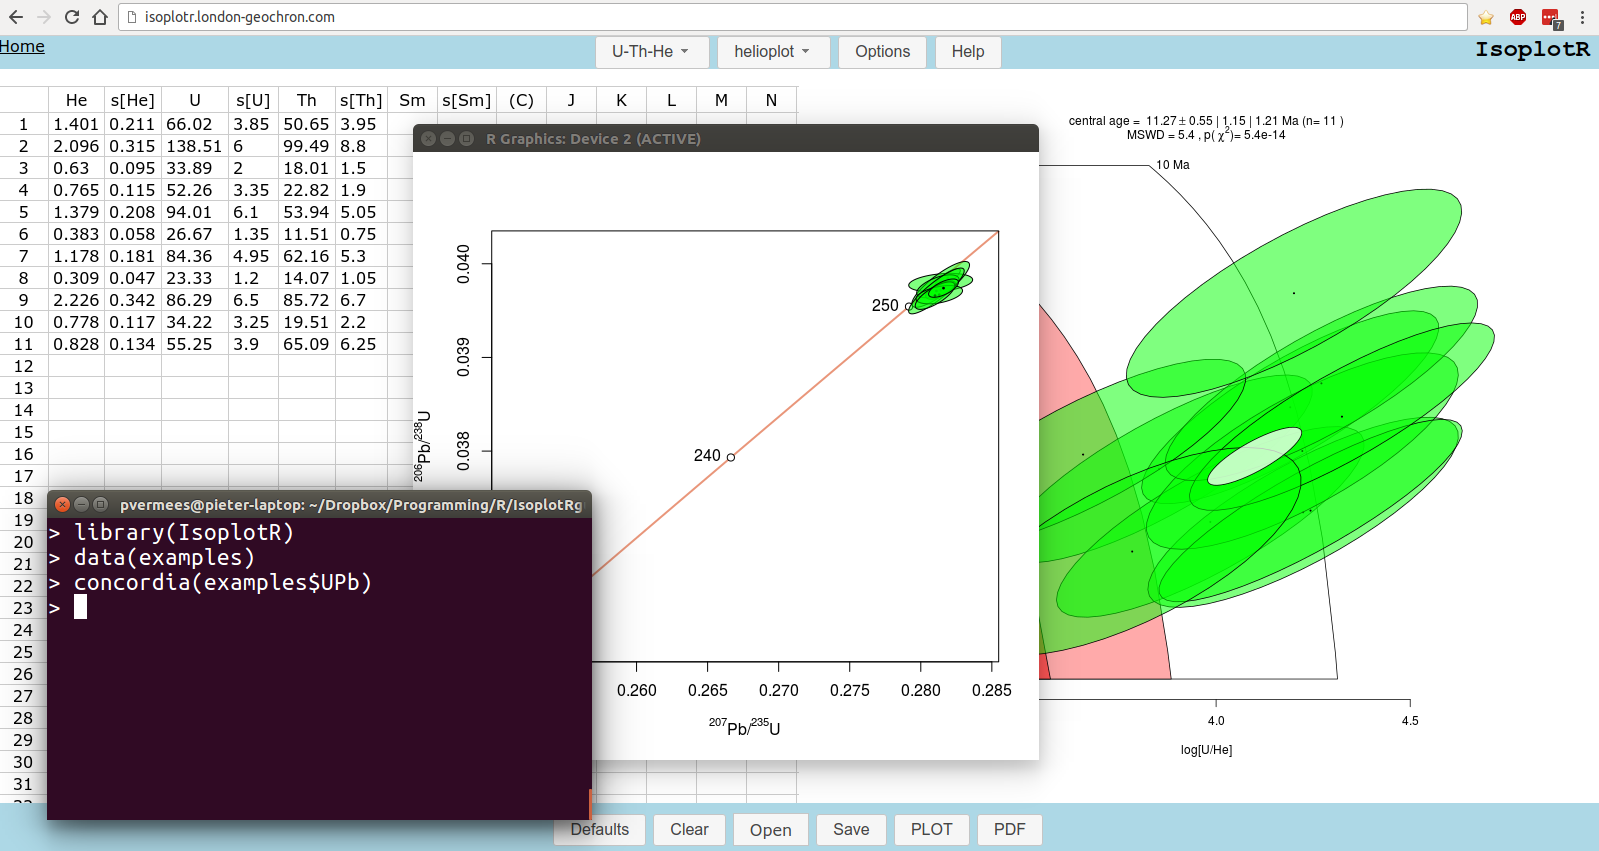 isoplotr.london-geochron.com
ABP
7
Home
U-Th-He
helioplot
Options
Help
IsoplotR
He s[He] U s[U] Th s[Th] Sm s[Sm] (C) J K L M N
1 1.401 0.211 66.02 3.85 50.65 3.95
2 2.096 0.315 138.51 6 99.49 8.8
3 0.63 0.095 33.89 2 18.01 1.5
4 0.765 0.115 52.26 3.35 22.82 1.9
5 1.379 0.208 94.01 6.1 53.94 5.05
6 0.383 0.058 26.67 1.35 11.51 0.75
7 1.178 0.181 84.36 4.95 62.16 5.3
8 0.309 0.047 23.33 1.2 14.07 1.05
9 2.226 0.342 86.29 6.5 85.72 6.7
10 0.778 0.117 34.22 3.25 19.51 2.2
11 0.828 0.134 55.25 3.9 65.09 6.25
12
13
14
15
16
17
18
19
20
21
22
23
24
25
26
27
28
29
30
31
R Graphics: Device 2 (ACTIVE)
0.040
0.039
0.038
206Pb/238U
250
240
0.260 0.265 0.270 0.275 0.280 0.285
207Pb/235U
central age = 11.27 ± 0.55 | 1.15 | 1.21 Ma (n= 11 )
MSWD = 5.4 , p( χ2)= 5.4e-14
10 Ma
4.0 4.5
log[U/He]
pvermees@pieter-laptop: ~/Dropbox/Programming/R/IsoplotRg
> library(IsoplotR)
> data(examples)
> concordia(examples$UPb)
>
Defaults
Clear
Open
Save
PLOT
PDF